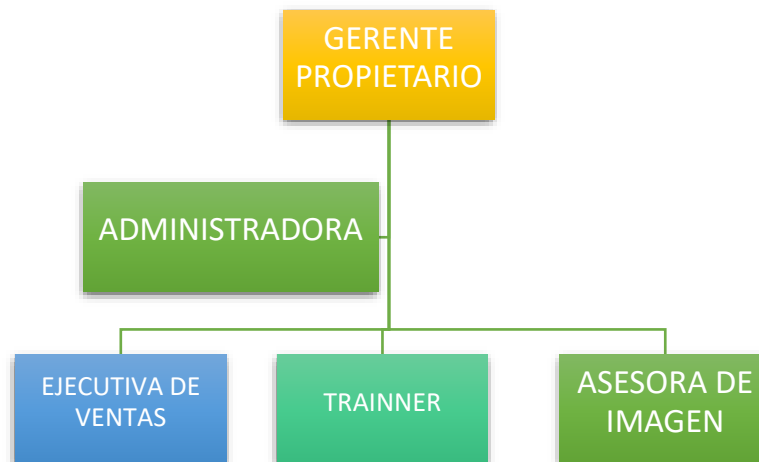 GERENTE
PROPIETARIO
ADMINISTRADORA
EJECUTIVA DE
VENTAS
TRAINNER
ASESORA DE
IMAGEN